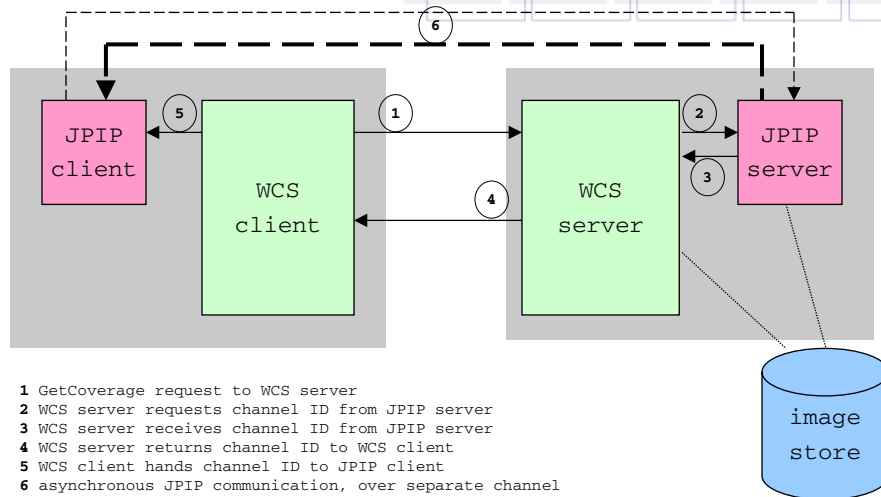 6
5
1
2
JPIP
client
JPIP
server
WCS
client
WCS
server
3
4
image
store
1 GetCoverage request to WCS server
2 WCS server requests channel ID from JPIP server
3 WCS server receives channel ID from JPIP server
4 WCS server returns channel ID to WCS client
5 WCS client hands channel ID to JPIP client
6 asynchronous JPIP communication, over separate channel